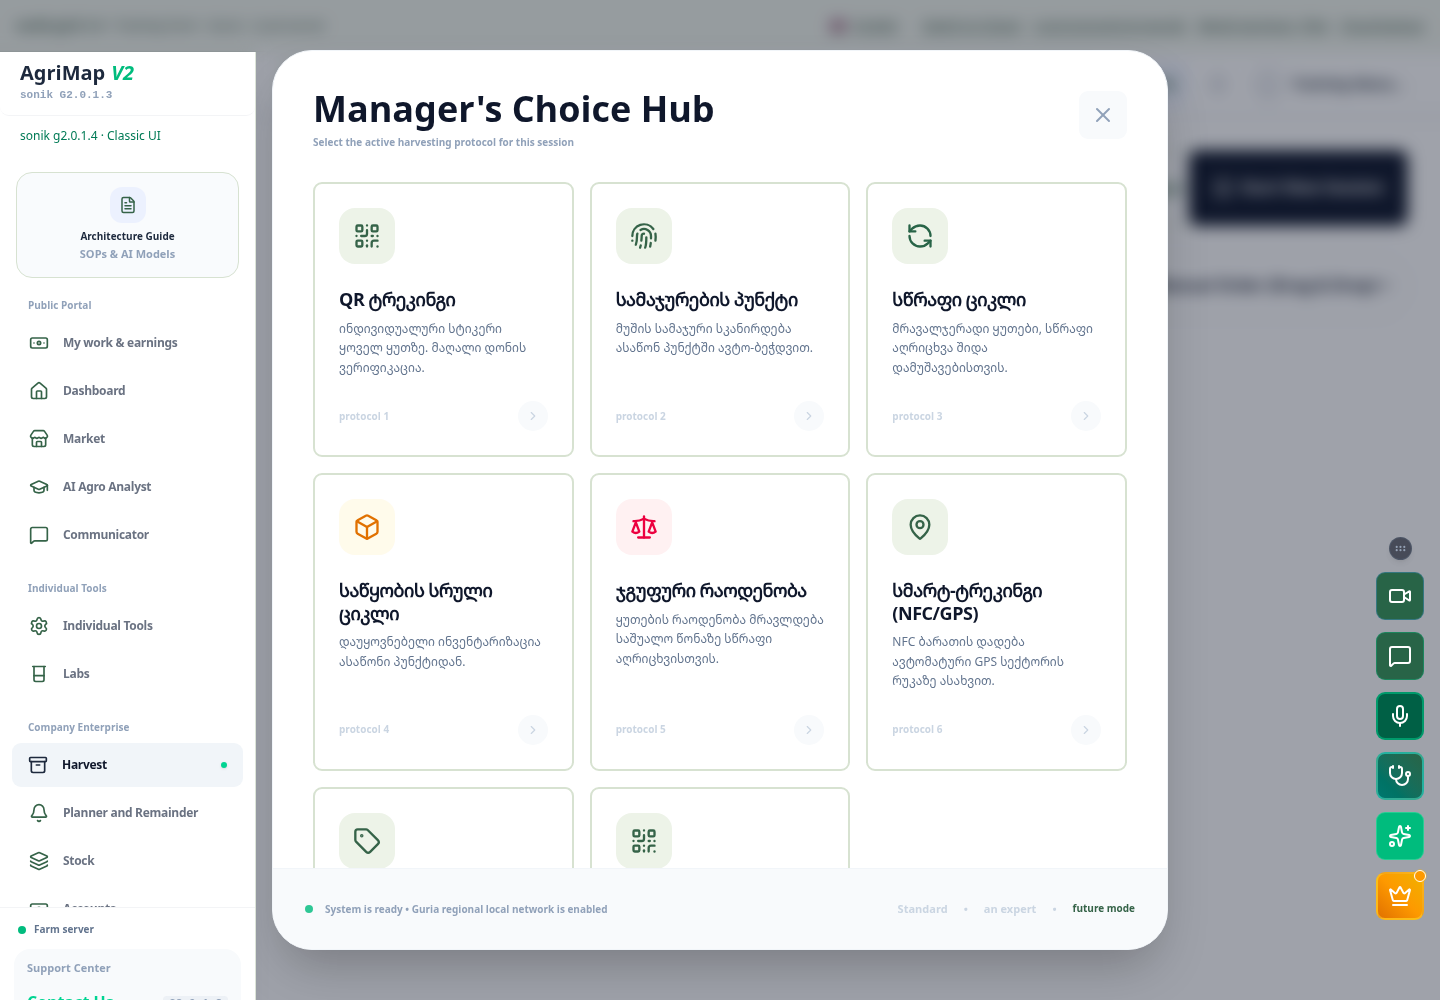 AgriMap V2
sonik G2.0.1.3
sonik g2.0.1.4 · Classic UI
Architecture Guide
SOPs & AI Models
Public Portal
My work & earnings
Dashboard
Market
AI Agro Analyst
Communicator
Individual Tools
Individual Tools
Labs
Company Enterprise
Harvest
Planner and Remainder
Stock
Farm server
Support Center
Manager's Choice Hub
Select the active harvesting protocol for this session
QR ტრეკინგი
ინდივიდუალური სტიკერი
ყოველ ყუთზე. მაღალი დონის
ვერიფიკაცია.
protocol 1
სამაჯურების პუნქტი
მუშის სამაჯური სკანირდება
ასაწონ პუნქტში ავტო-ბეჭდვით.
protocol 2
სწრაფი ციკლი
მრავალჯერადი ყუთები, სწრაფი
აღრიცხვა შიდა
დამუშავებისთვის.
protocol 3
საწყობის სრული
ციკლი
დაუყოვნებელი ინვენტარიზაცია
ასაწონი პუნქტიდან.
protocol 4
ჯგუფური რაოდენობა
ყუთების რაოდენობა მრავლდება
საშუალო წონაზე სწრაფი
აღრიცხვისთვის.
protocol 5
სმარტ-ტრეკინგი
(NFC/GPS)
NFC ბარათის დადება
ავტომატური GPS სექტორის
რუკაზე ასახვით.
protocol 6
System is ready • Guria regional local network is enabled
Standard • an expert • future mode